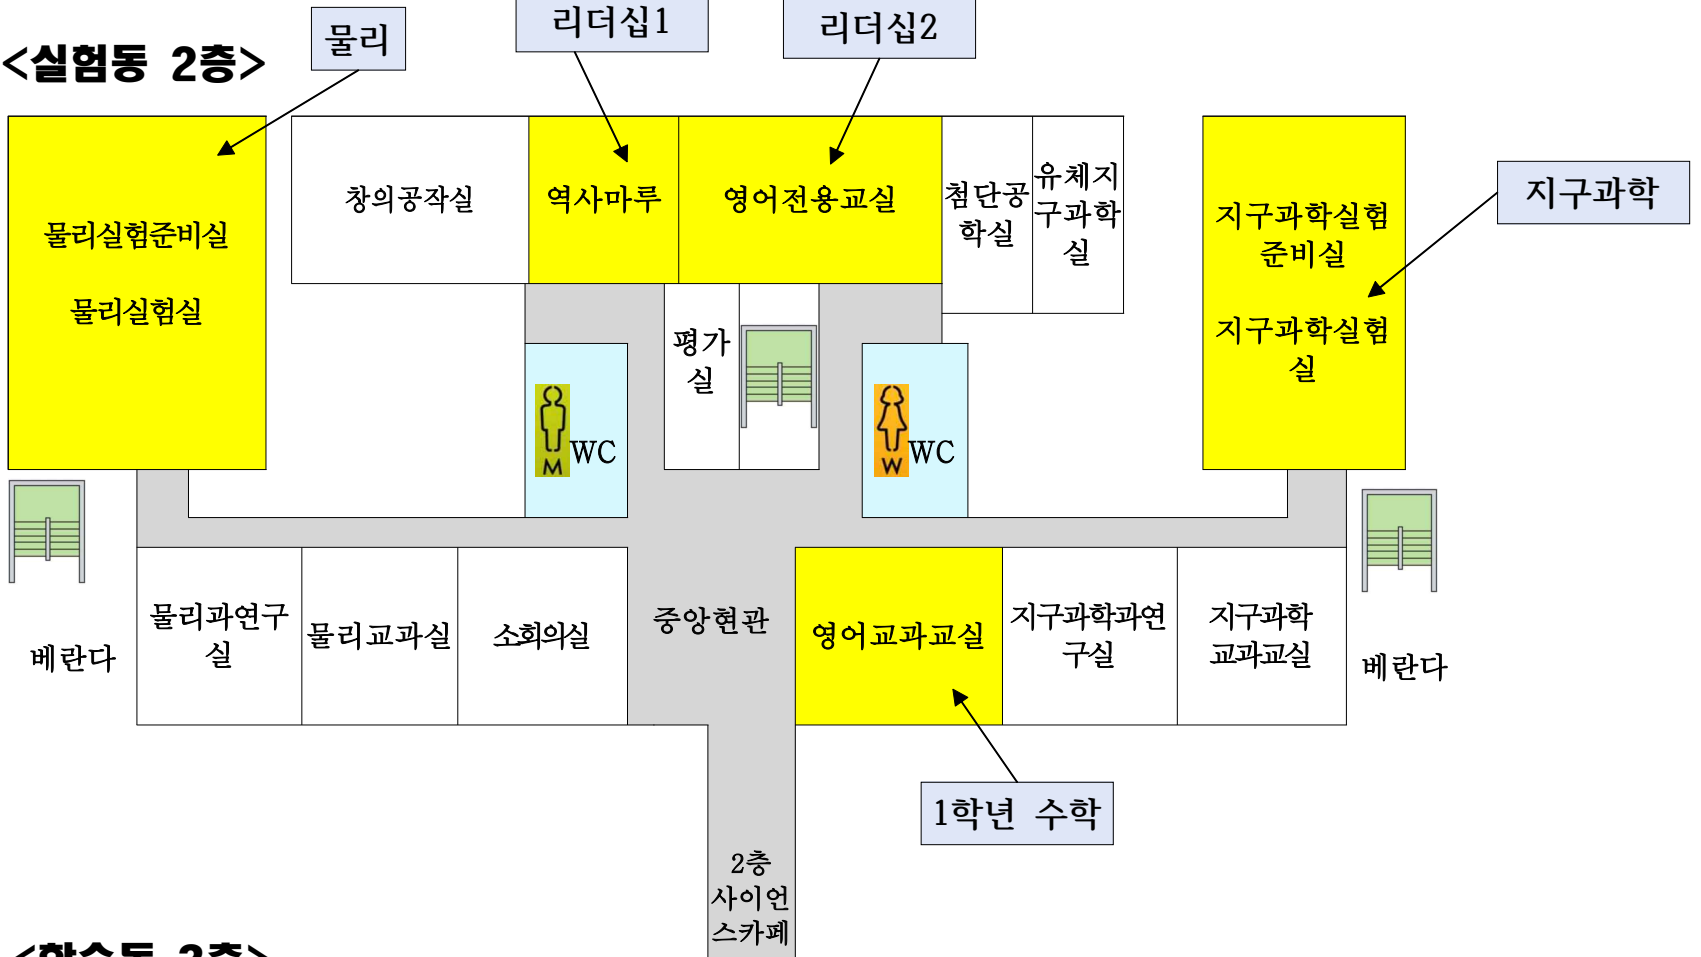 <실험동 2층>
물리
리더십1
리더십2
지구과학
물리실험준비실
물리실험실
창의공작실
역사마루
영어전용교실
첨단공
학실
유체지
구과학
실
지구과학실험
준비실
지구과학실험
실
평가
실
M
WC
W
WC
베란다
물리과연구
실
물리교과실
소회의실
중앙현관
영어교과교실
지구과학과연
구실
지구과학
교과교실
베란다
1학년 수학
2층
사이언
스카페